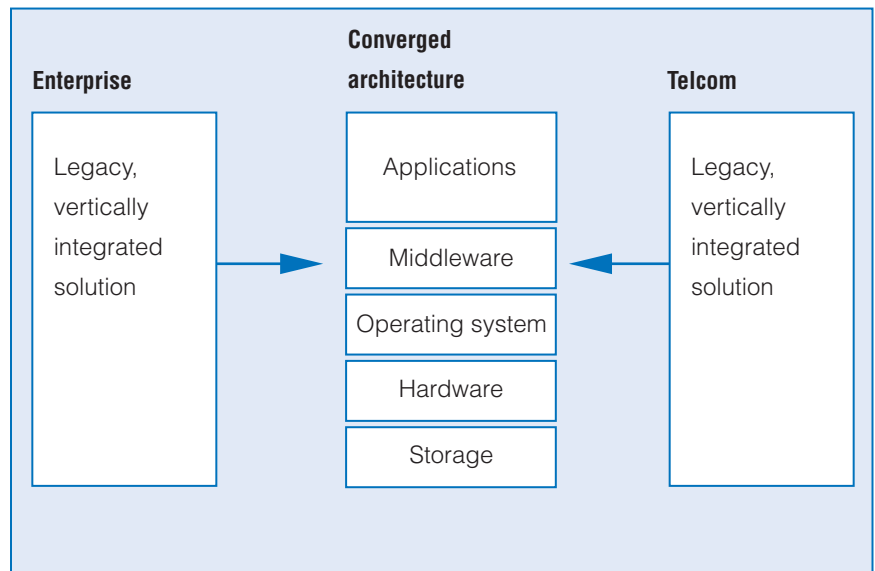 Enterprise
Legacy,
vertically
integrated
solution
Converged
architecture
Applications
Middleware
Operating system
Hardware
Storage
Telcom
Legacy,
vertically
integrated
solution